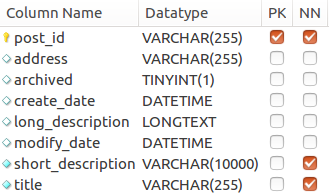 Column Name Datatype PK NN
post_id VARCHAR(255)
address VARCHAR(255)
archived TINYINT(1)
create_date DATETIME
long_description LONGTEXT
modify_date DATETIME
short_description VARCHAR(10000)
title VARCHAR(255)